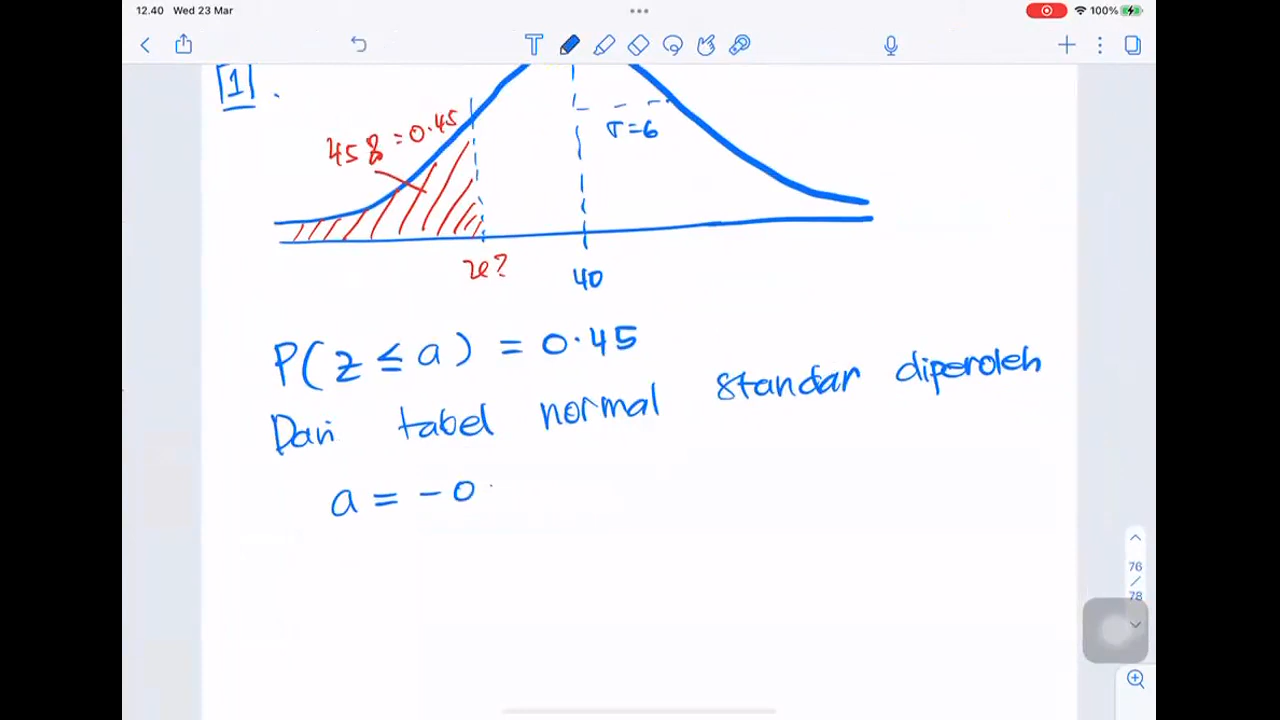 12.40 Wed 23 Mar
100%
[1].
45% = 0.45
σ=6
x?
40
P(z ≤ a) = 0.45
Dari tabel normal standar diperoleh
a = -0.
76
/
78